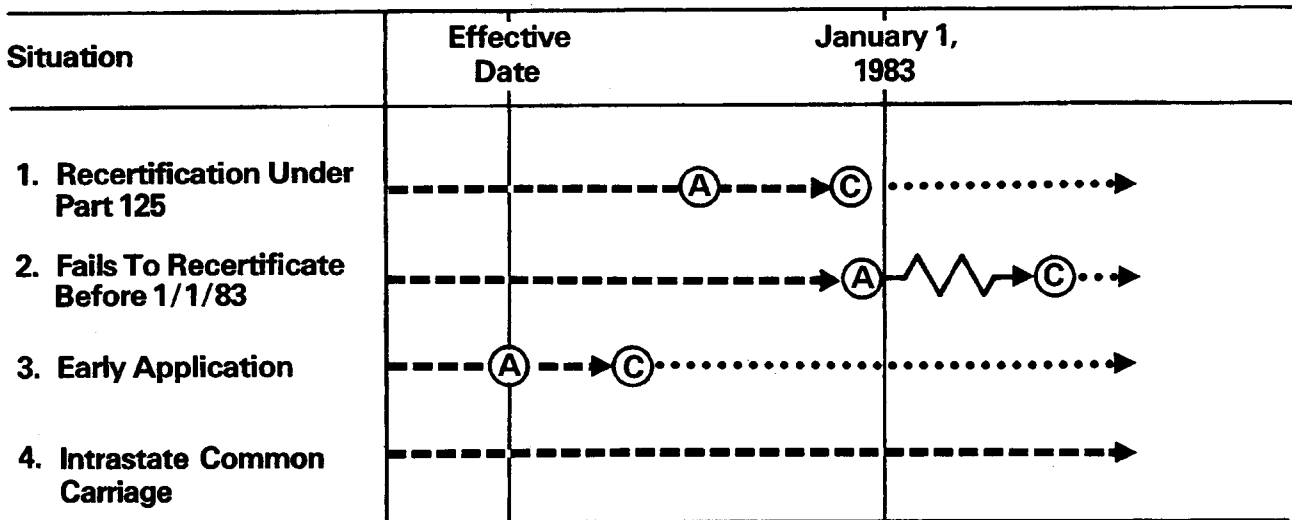 Situation
Effective
Date
January 1,
1983
1. Recertification Under
Part 125
A
C
2. Fails To Recertificate
Before 1/1/83
A
C
3. Early Application
A
C
4. Intrastate Common
Carriage